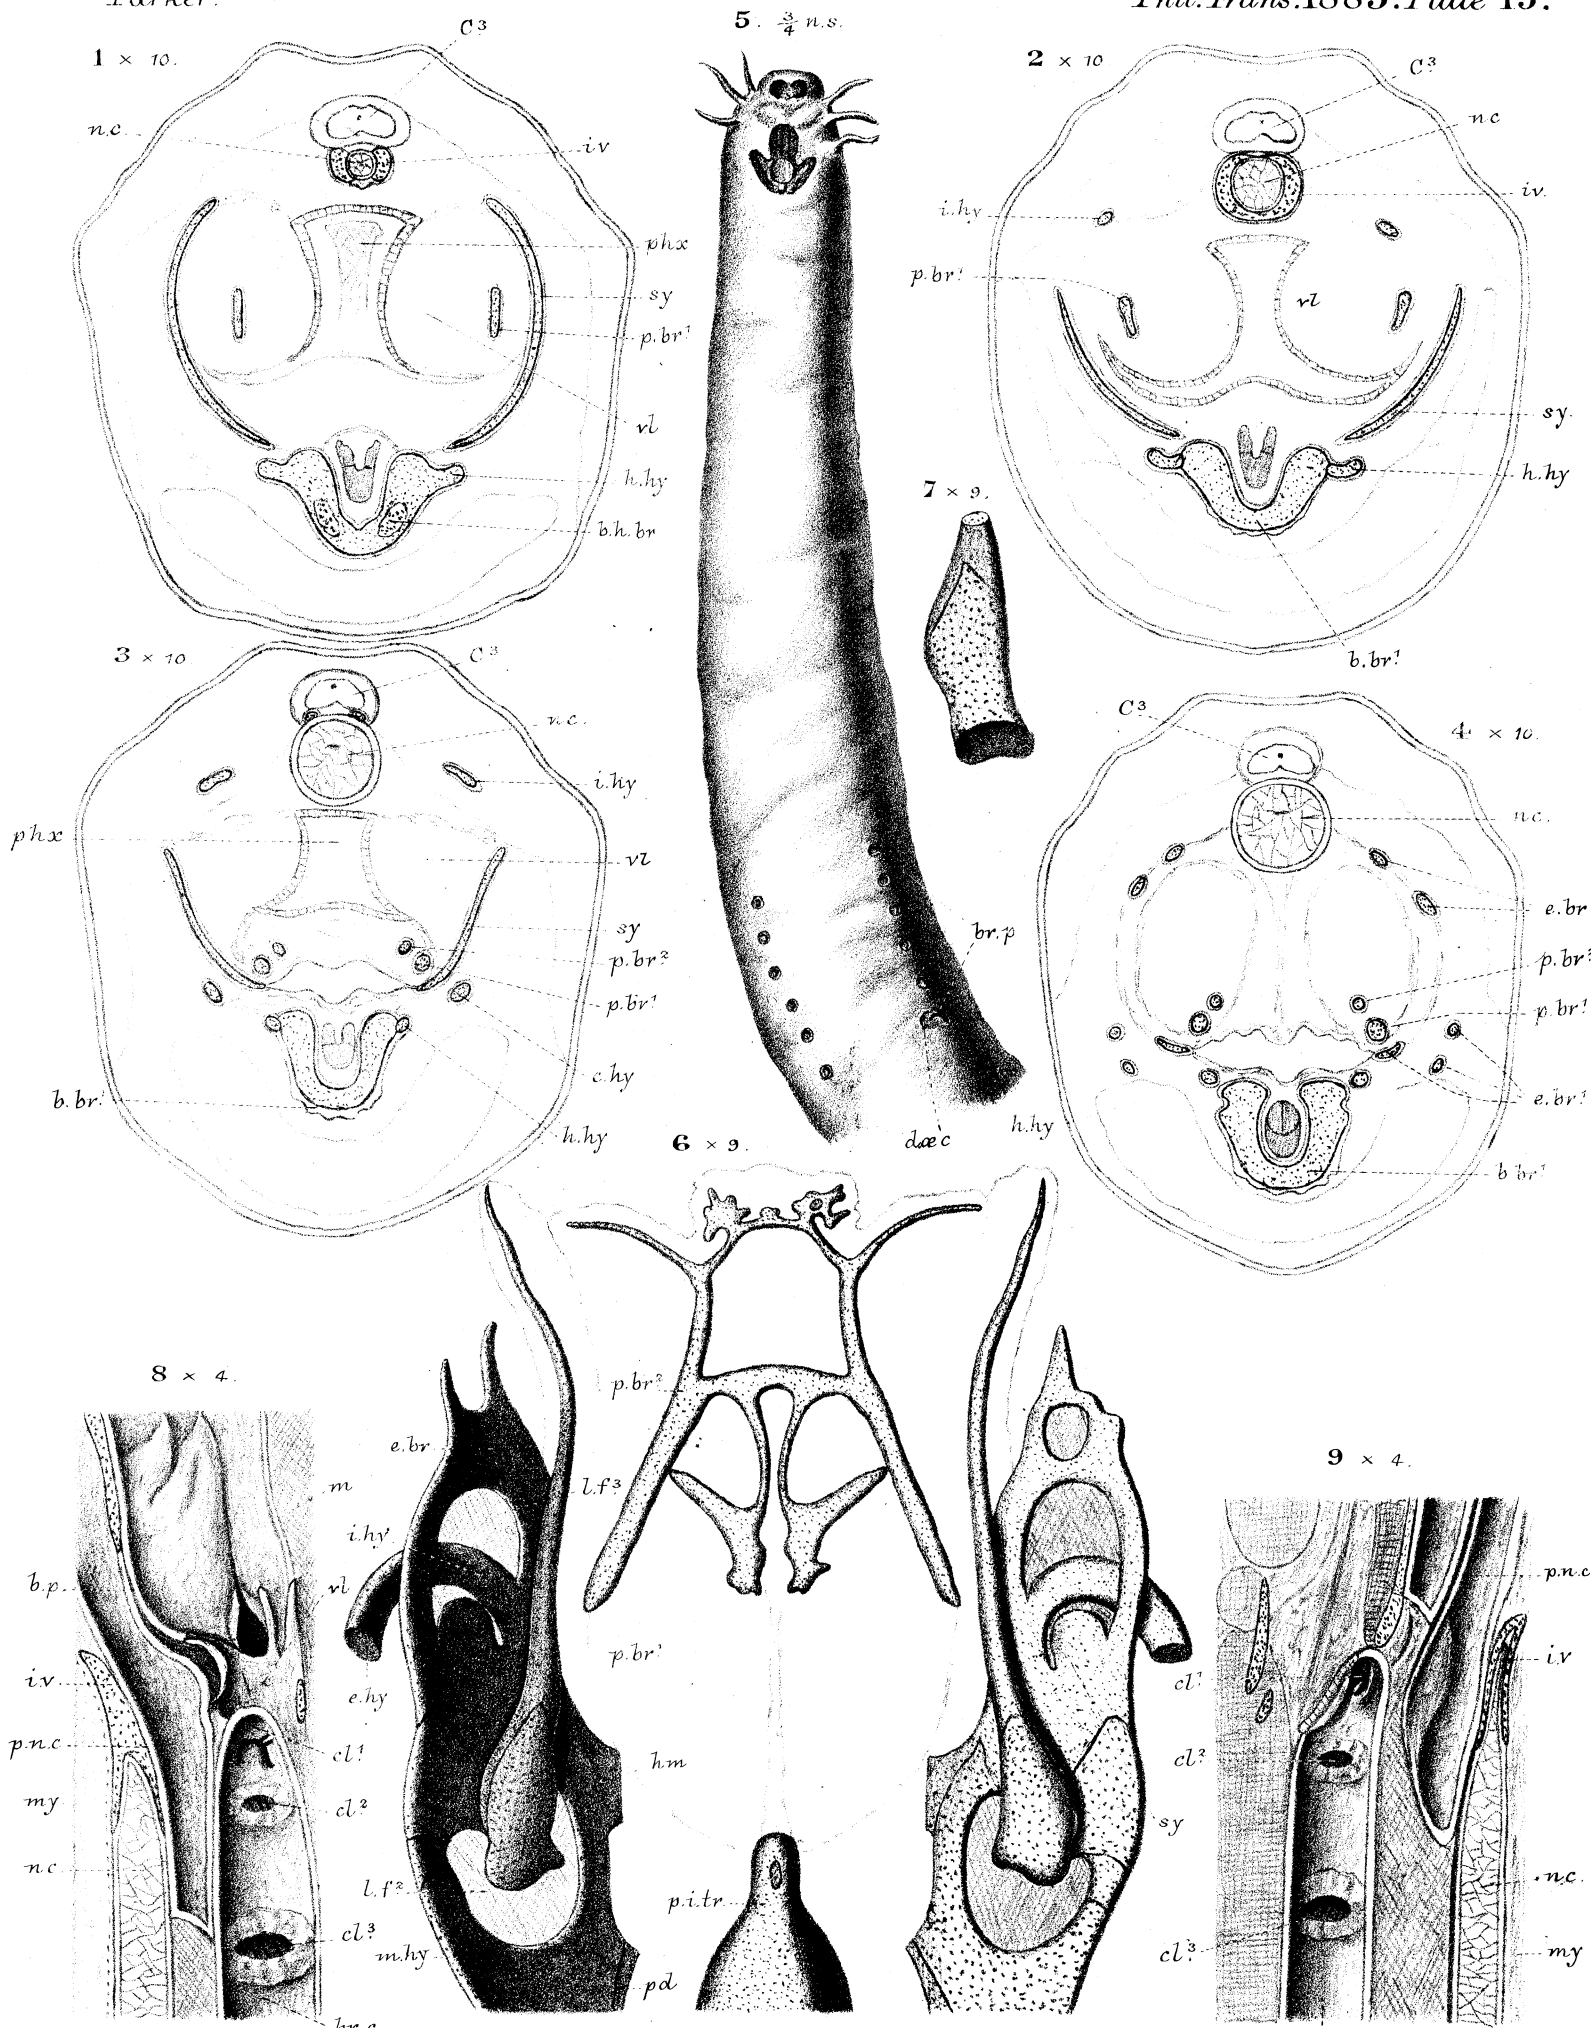 Parker.
Phil. Trans. 1883. Plate 15.
1 × 10.
C³
n.c.
iv
phx
sy
p.br¹
vl
h.hy
b.h.br
5. ¾ n.s.
br.p
dæc
2 × 10
C³
nc
iv.
i.hy
p.br¹
vl
sy.
h.hy
b.br¹
7 × 9.
3 × 10
C³
n.c.
i.hy
phx
vl
sy
p.br²
p.br¹
c.hy
b.br¹
h.hy
4 × 10.
C³
n.c.
e.br
p.br²
p.br¹
e.br¹
h.hy
b.br¹
6 × 9.
p.br²
e.br
l.f³
i.hy
p.br¹
e.hy
hm
l.f²
p.i.tr
m.hy
pd
sy
8 × 4.
m
b.p.
vl
i.v
p.n.c
cl¹
my
cl²
n.c
cl³
br.a
9 × 4.
p.n.c
i.v
cl¹
cl²
n.c.
cl³
my